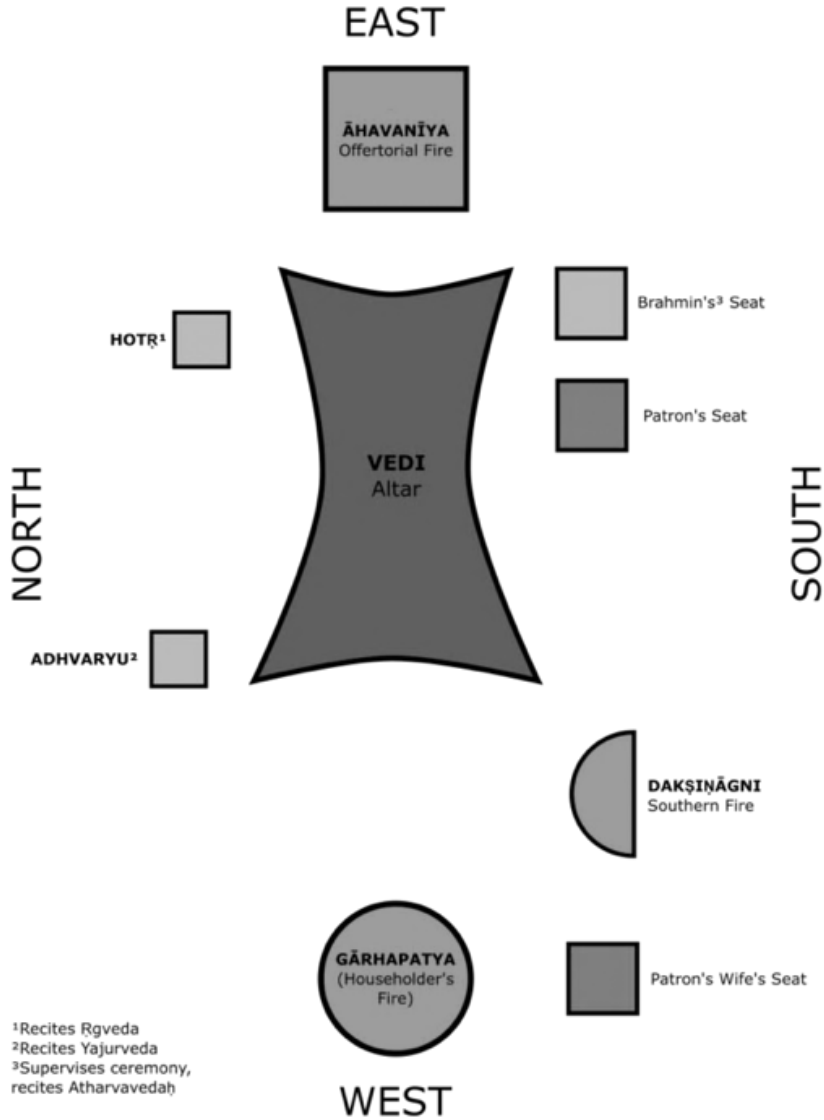 EAST
ĀHAVANĪYA
Offertorial Fire
Brahmin's³ Seat
HOTṚ¹
Patron's Seat
VEDI
Altar
NORTH
SOUTH
ADHVARYU²
DAKṢIṆĀGNI
Southern Fire
GĀRHAPATYA
(Householder's
Fire)
Patron's Wife's Seat
¹Recites Ṛgveda
²Recites Yajurveda
³Supervises ceremony,
recites Atharvavedaḥ
WEST